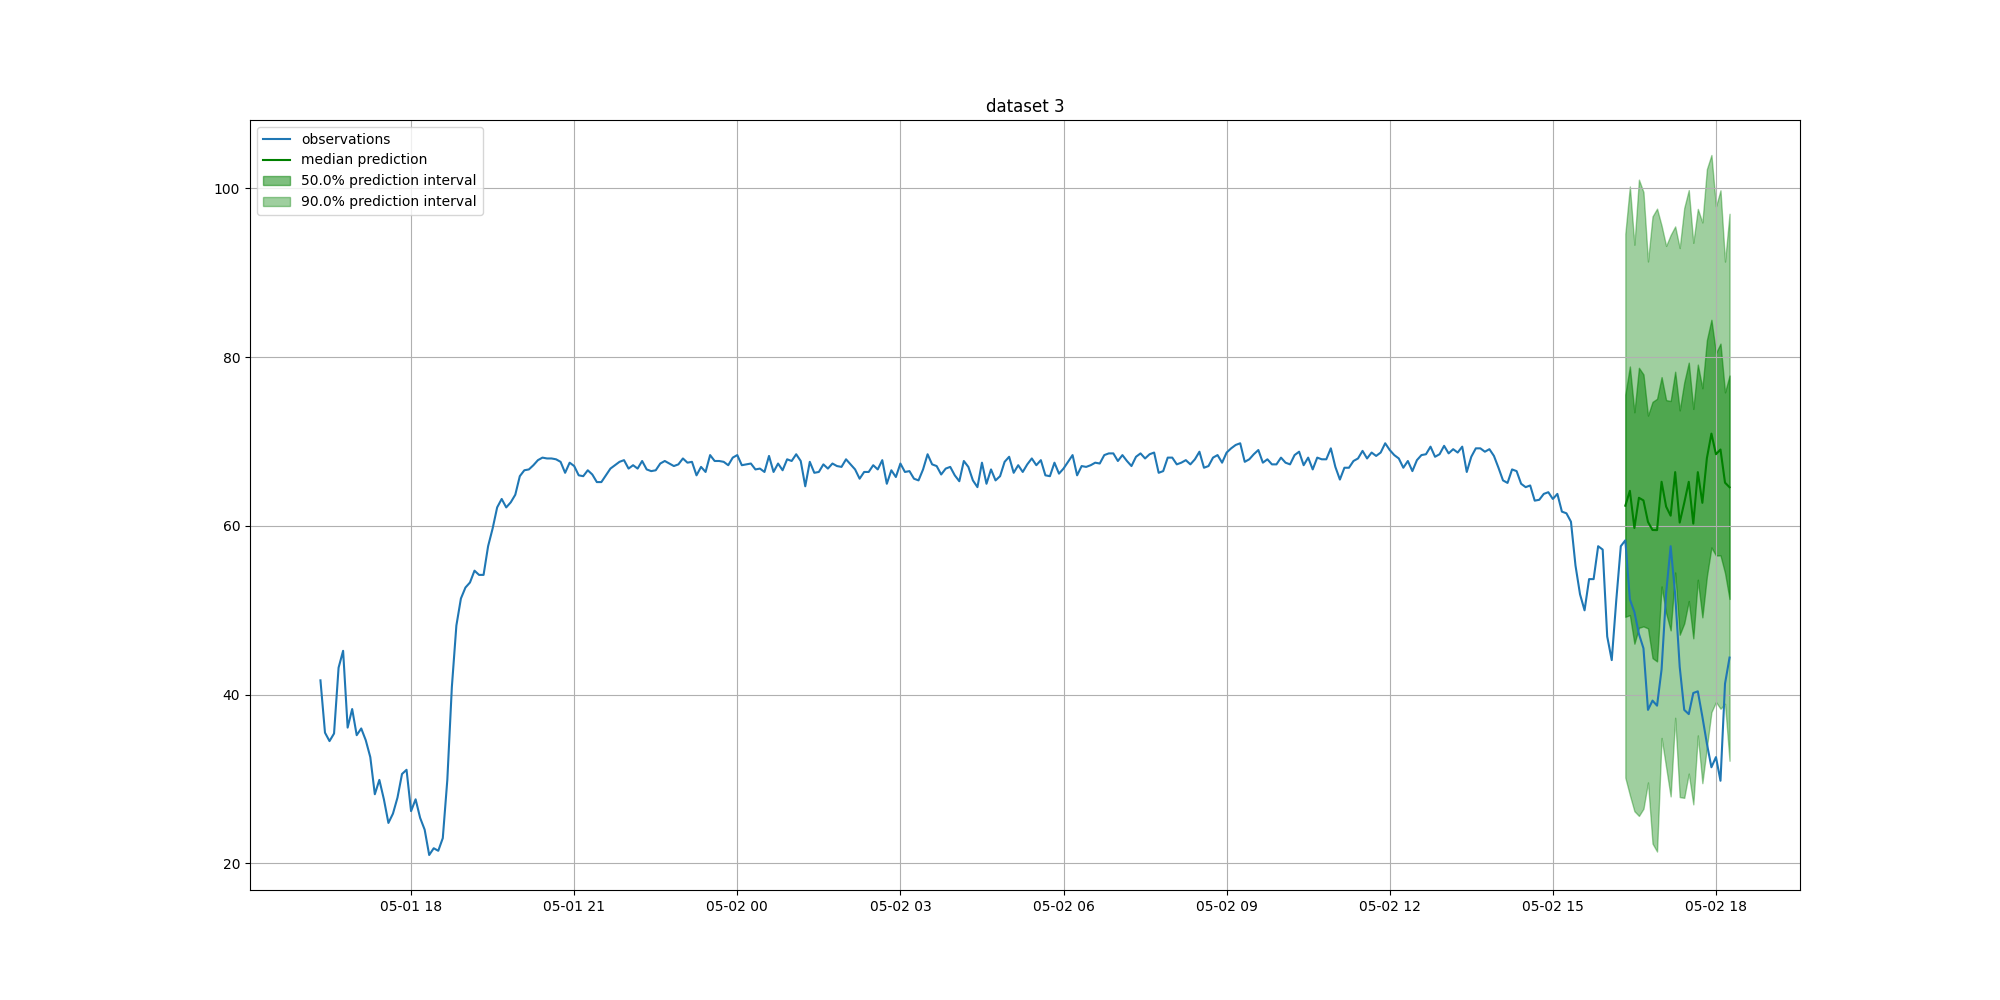 dataset 3
observations
median prediction
50.0% prediction interval
90.0% prediction interval
100
80
60
40
20
05-01 18
05-01 21
05-02 00
05-02 03
05-02 06
05-02 09
05-02 12
05-02 15
05-02 18